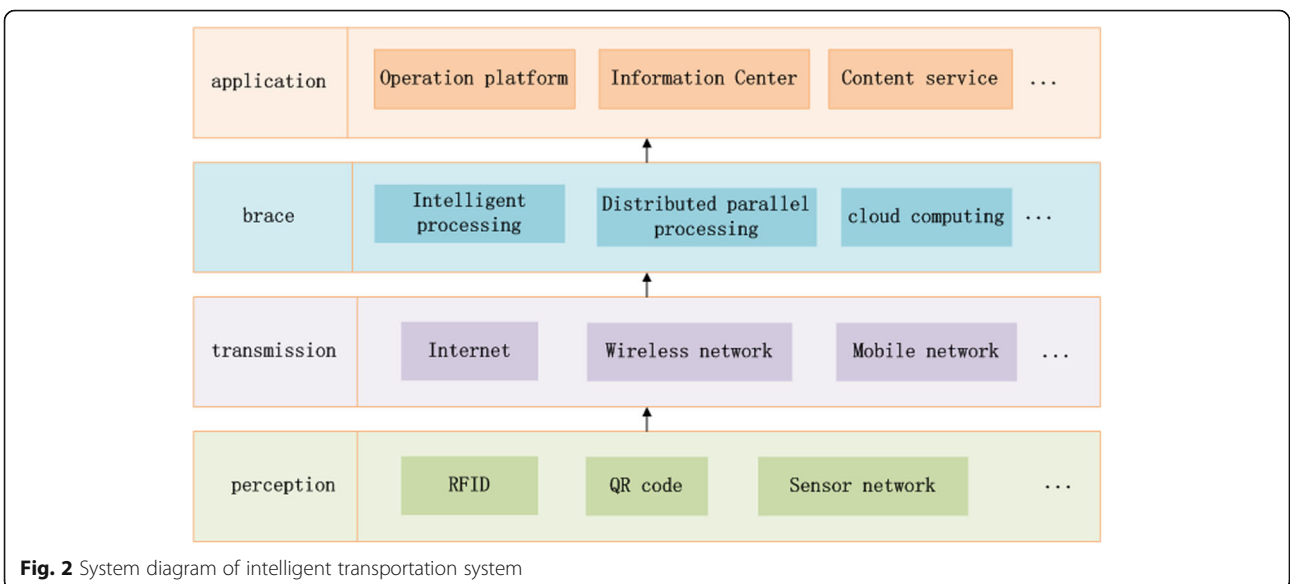 application
Operation platform
Information Center
Content service
...
brace
Intelligent
processing
Distributed parallel
processing
cloud computing
...
transmission
Internet
Wireless network
Mobile network
...
perception
RFID
QR code
Sensor network
...
Fig. 2 System diagram of intelligent transportation system